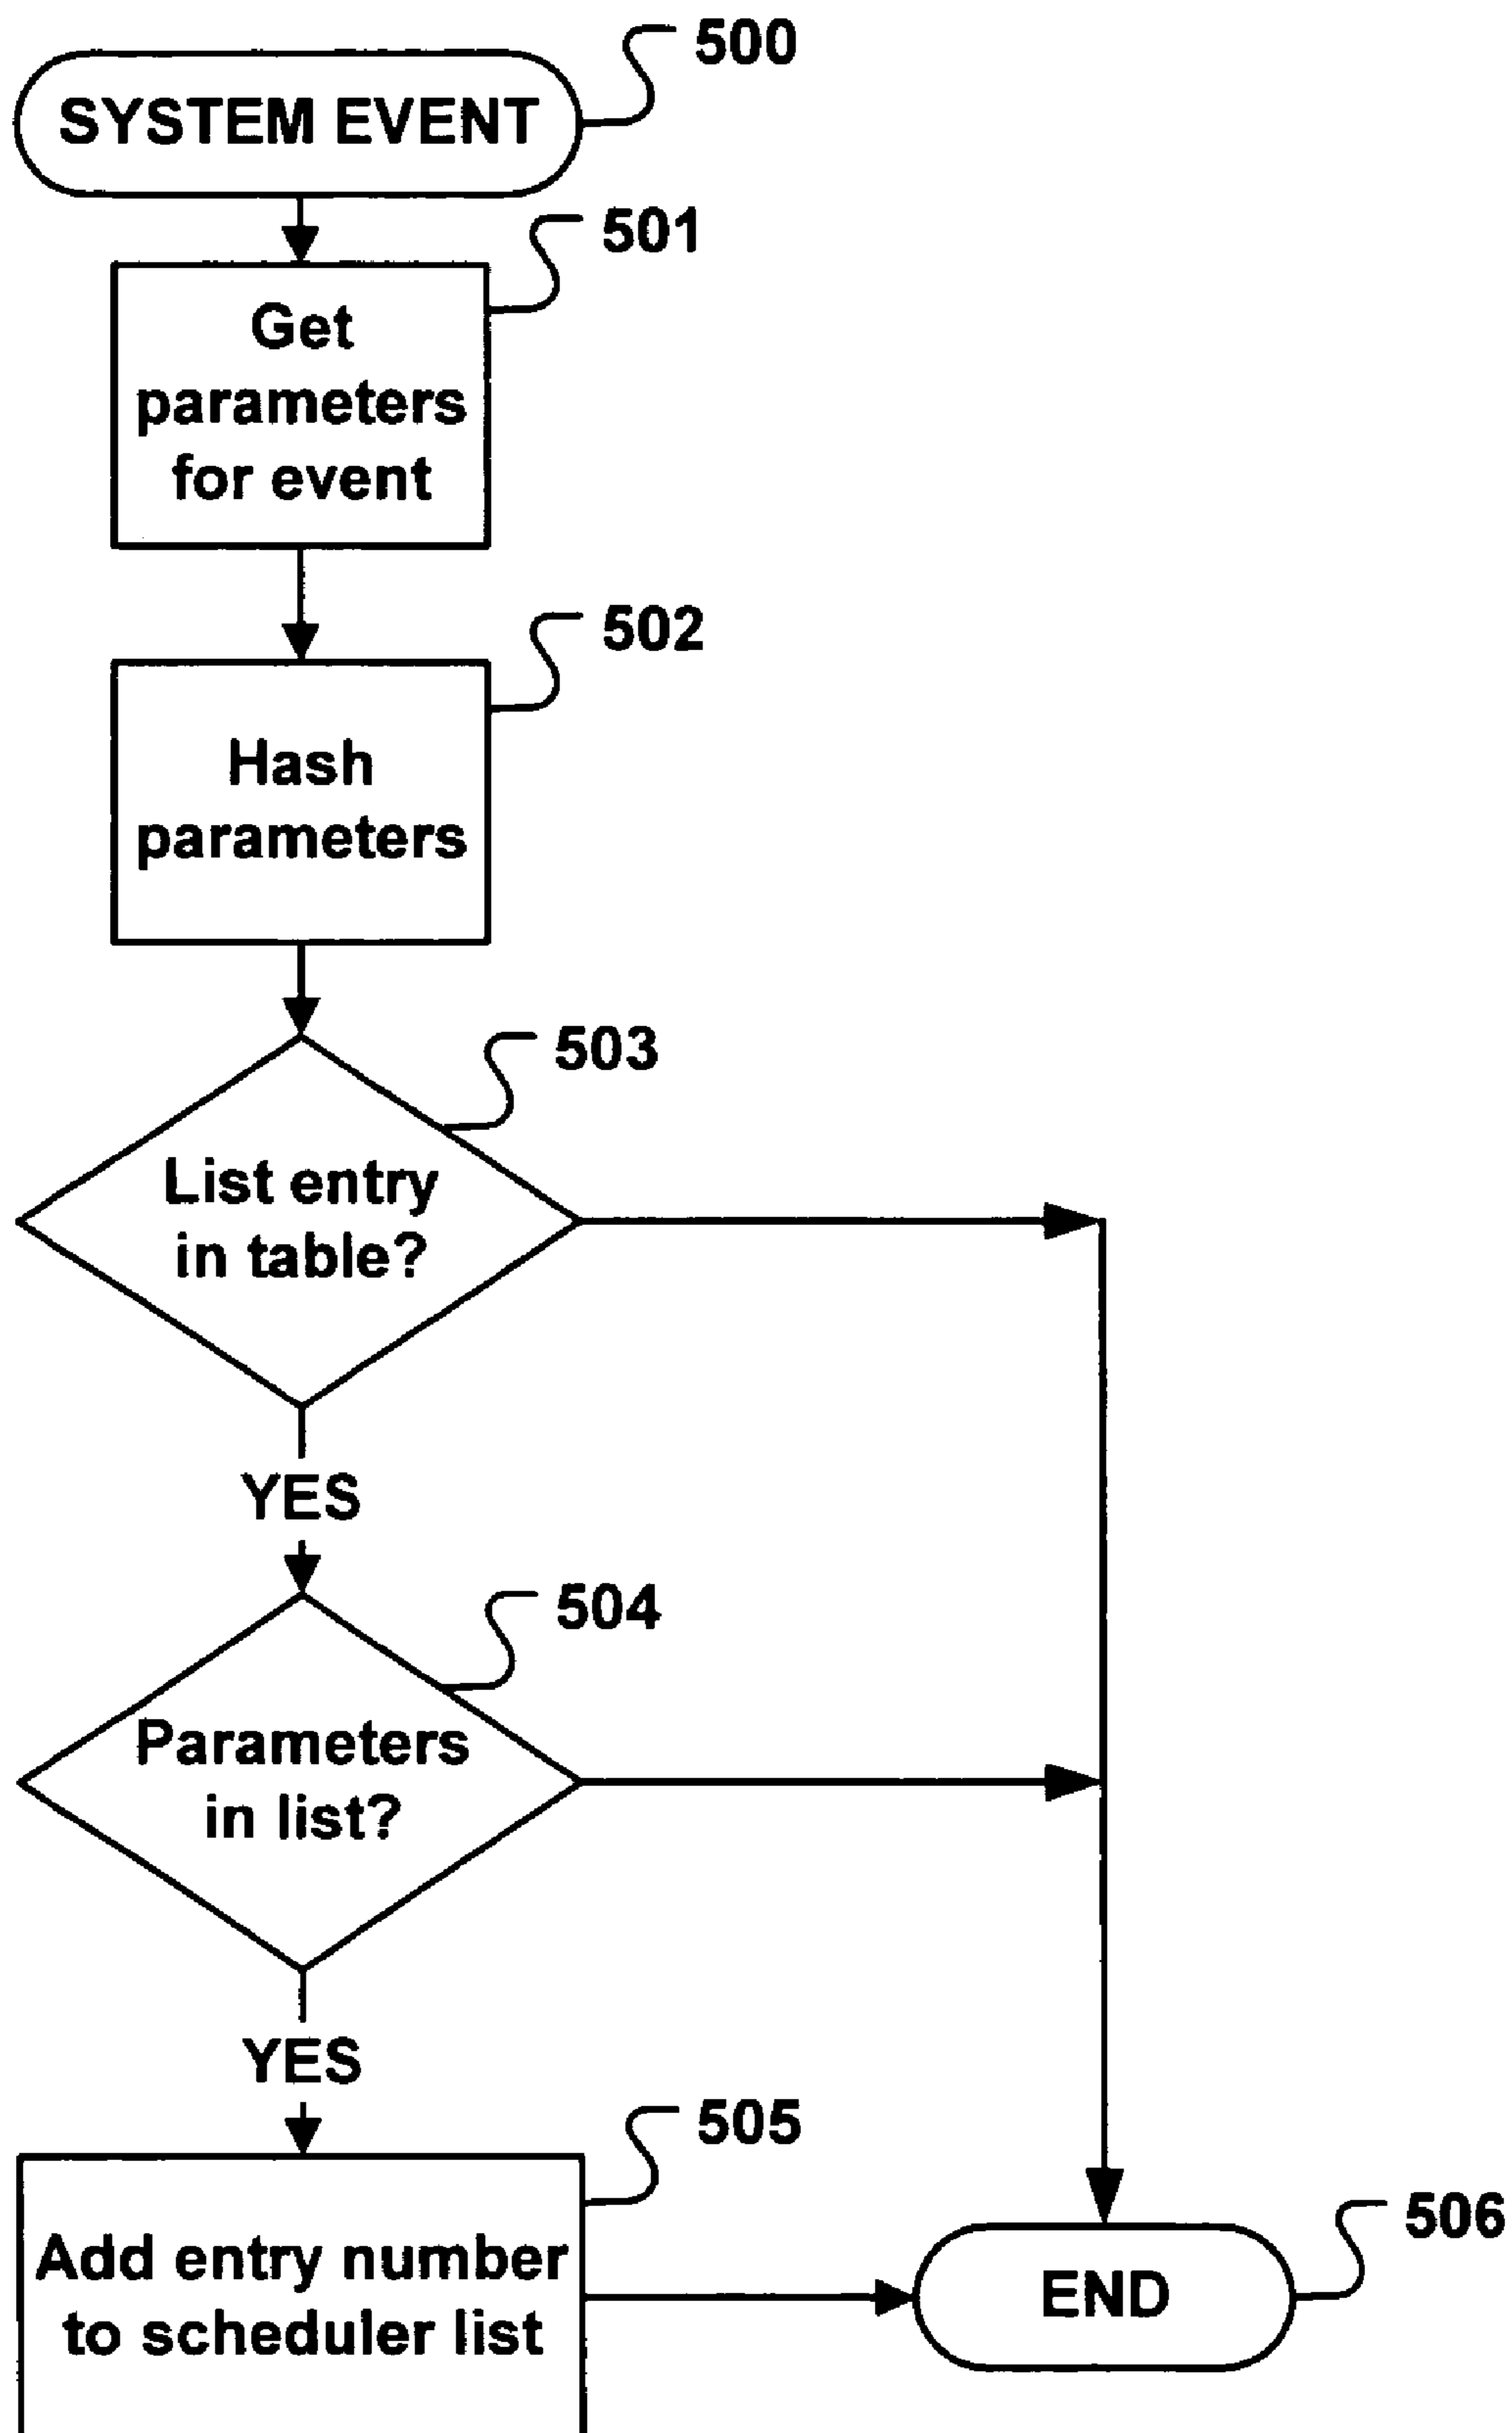 500
SYSTEM EVENT
501
Get
parameters
for event
502
Hash
parameters
503
List entry
in table?
YES
504
Parameters
in list?
YES
505
Add entry number
to scheduler list
506
END